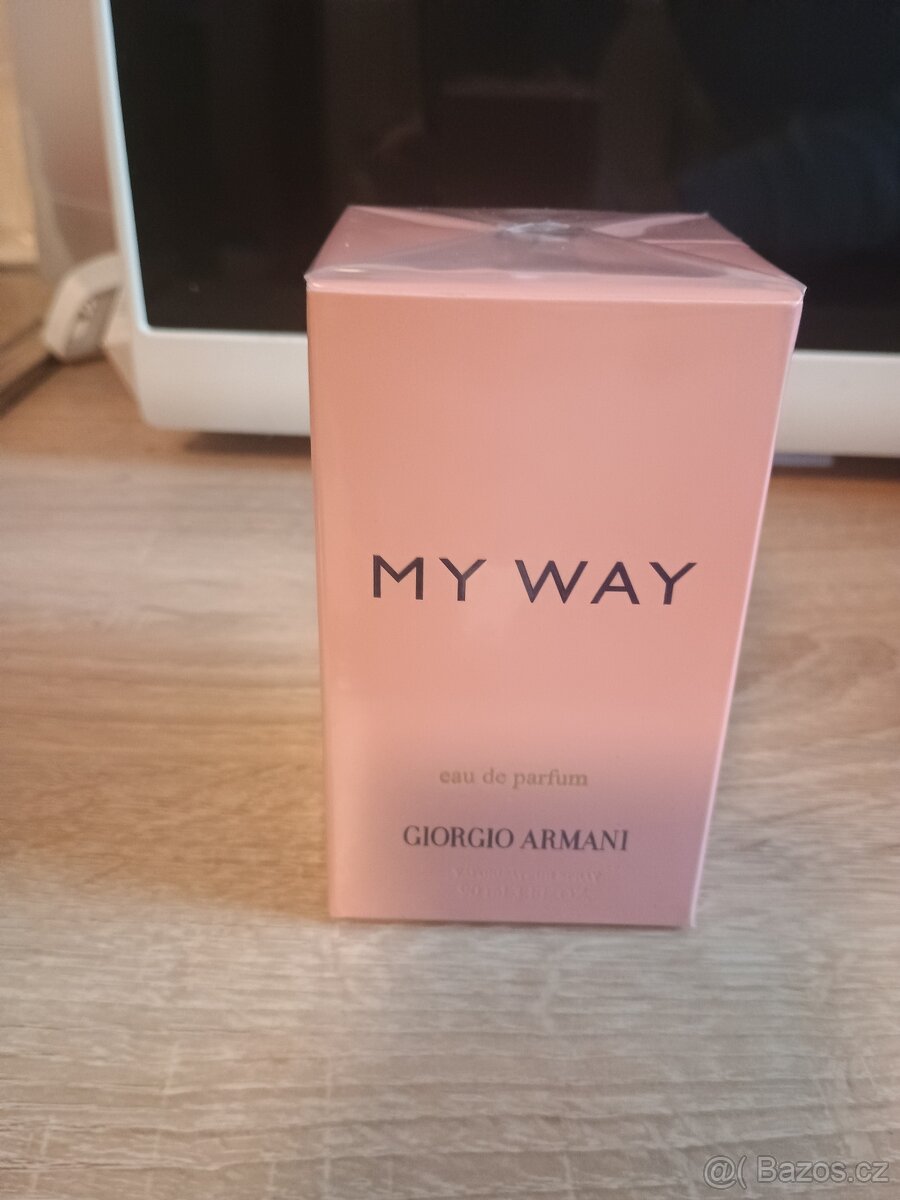 MY WAY
eau de parfum
GIORGIO ARMANI
@( Bazos.cz